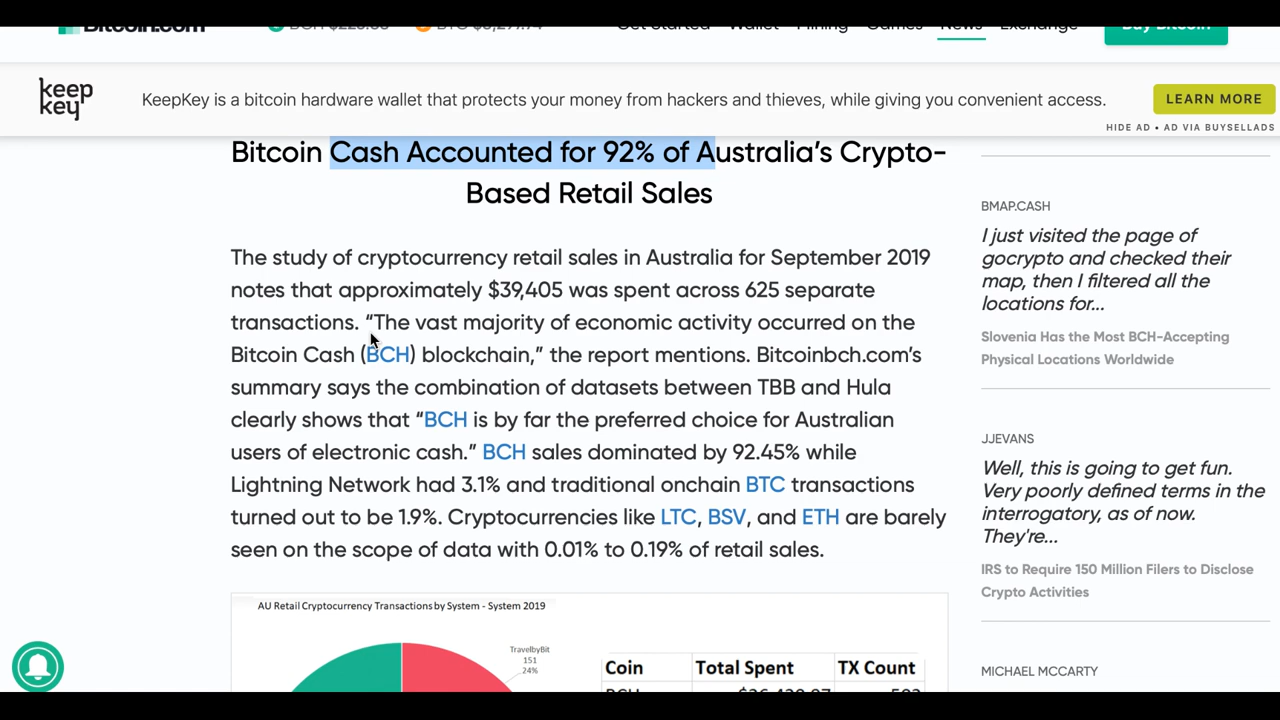 Bitcoin.com
Get Started Wallet Mining Games News Exchange
Buy Bitcoin
keep
key
KeepKey is a bitcoin hardware wallet that protects your money from hackers and thieves, while giving you convenient access.
LEARN MORE
HIDE AD • AD VIA BUYSELLADS
Bitcoin Cash Accounted for 92% of Australia’s Crypto-
Based Retail Sales
The study of cryptocurrency retail sales in Australia for September 2019
notes that approximately $39,405 was spent across 625 separate
transactions. “The vast majority of economic activity occurred on the
Bitcoin Cash (BCH) blockchain,” the report mentions. Bitcoinbch.com’s
summary says the combination of datasets between TBB and Hula
clearly shows that “BCH is by far the preferred choice for Australian
users of electronic cash.” BCH sales dominated by 92.45% while
Lightning Network had 3.1% and traditional onchain BTC transactions
turned out to be 1.9%. Cryptocurrencies like LTC, BSV, and ETH are barely
seen on the scope of data with 0.01% to 0.19% of retail sales.
AU Retail Cryptocurrency Transactions by System - System 2019
TravelbyBit
151
24%
Coin Total Spent TX Count
BMAP.CASH
I just visited the page of
gocrypto and checked their
map, then I filtered all the
locations for...
Slovenia Has the Most BCH-Accepting
Physical Locations Worldwide
JJEVANS
Well, this is going to get fun.
Very poorly defined terms in the
interrogatory, as of now.
They're...
IRS to Require 150 Million Filers to Disclose
Crypto Activities
MICHAEL MCCARTY